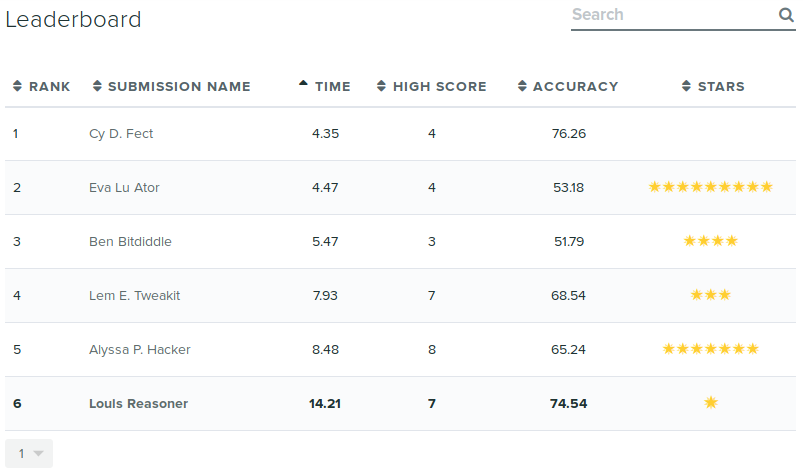 Leaderboard
Search
RANK SUBMISSION NAME TIME HIGH SCORE ACCURACY STARS
1 Cy D. Fect 4.35 4 76.26
2 Eva Lu Ator 4.47 4 53.18 ★★★★★★★★★
3 Ben Bitdiddle 5.47 3 51.79 ★★★★
4 Lem E. Tweakit 7.93 7 68.54 ★★★
5 Alyssa P. Hacker 8.48 8 65.24 ★★★★★★★
6 Louis Reasoner 14.21 7 74.54 ★
1